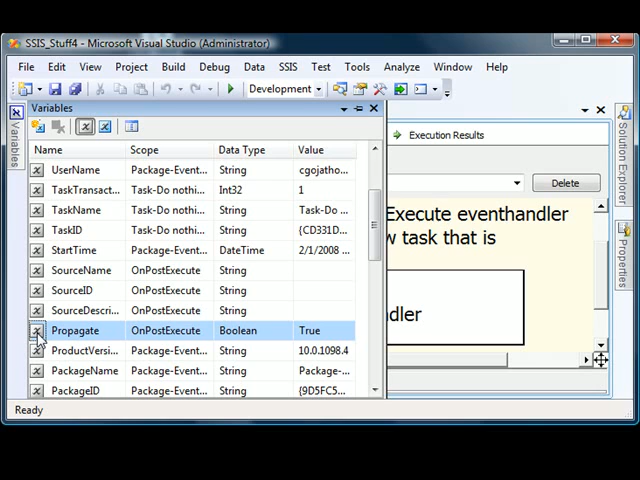 SSIS_Stuff4 - Microsoft Visual Studio (Administrator)
File Edit View Project Build Debug Data SSIS Test Tools Analyze Window Help
Development
Variables
Variables
Name Scope Data Type Value
UserName Package-Event... String cgojatho...
TaskTransact... Task-Do nothi... Int32 1
TaskName Task-Do nothi... String Task-Do ...
TaskID Task-Do nothi... String {CD331D...
StartTime Package-Event... DateTime 2/1/2008 ...
SourceName OnPostExecute String
SourceID OnPostExecute String
SourceDescri... OnPostExecute String
Propagate OnPostExecute Boolean True
ProductVersi... Package-Event... String 10.0.1098.4
PackageName Package-Event... String Package-...
PackageID Package-Event... String {9D5FC5...
Execution Results
Delete
Execute eventhandler
w task that is
dler
Solution Explorer
Properties
Ready